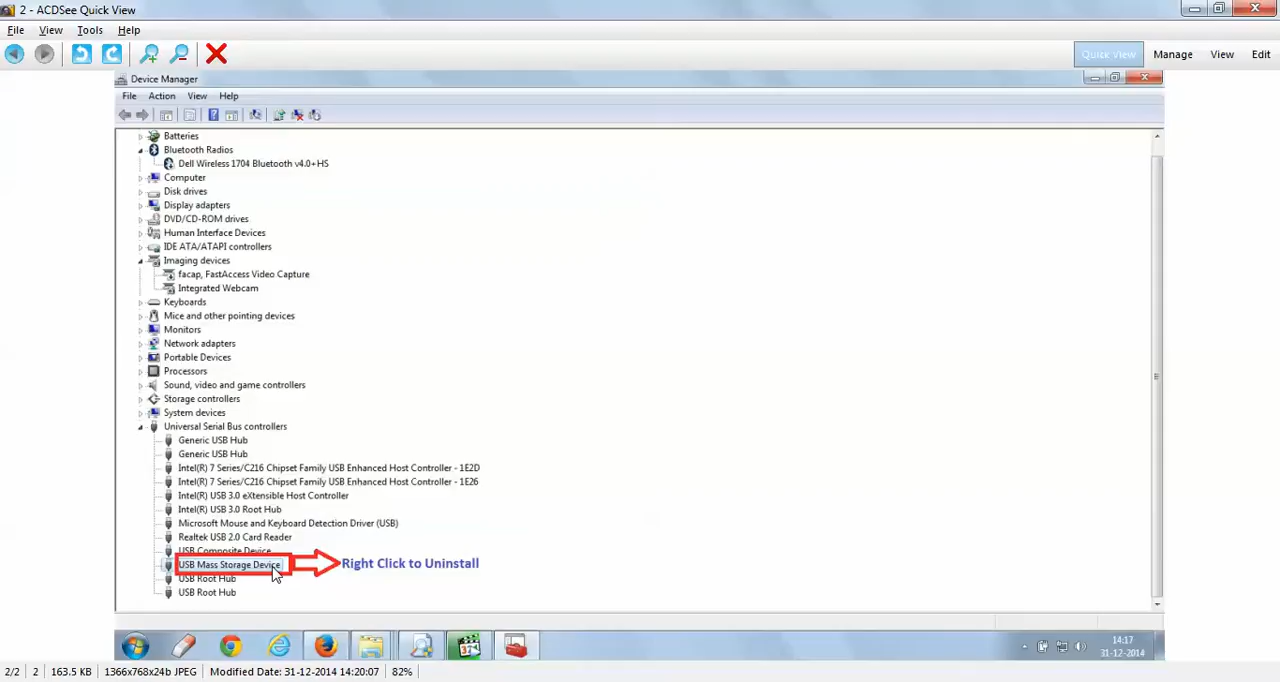 2 - ACDSee Quick View
File View Tools Help
Quick View Manage View Edit
Device Manager
File Action View Help
Batteries
Bluetooth Radios
Dell Wireless 1704 Bluetooth v4.0+HS
Computer
Disk drives
Display adapters
DVD/CD-ROM drives
Human Interface Devices
IDE ATA/ATAPI controllers
Imaging devices
facap, FastAccess Video Capture
Integrated Webcam
Keyboards
Mice and other pointing devices
Monitors
Network adapters
Portable Devices
Processors
Sound, video and game controllers
Storage controllers
System devices
Universal Serial Bus controllers
Generic USB Hub
Generic USB Hub
Intel(R) 7 Series/C216 Chipset Family USB Enhanced Host Controller - 1E2D
Intel(R) 7 Series/C216 Chipset Family USB Enhanced Host Controller - 1E26
Intel(R) USB 3.0 eXtensible Host Controller
Intel(R) USB 3.0 Root Hub
Microsoft Mouse and Keyboard Detection Driver (USB)
Realtek USB 2.0 Card Reader
USB Composite Device
USB Mass Storage Device Right Click to Uninstall
USB Root Hub
USB Root Hub
14:17
31-12-2014
2/2 2 163.5 KB 1366x768x24b JPEG Modified Date: 31-12-2014 14:20:07 82%